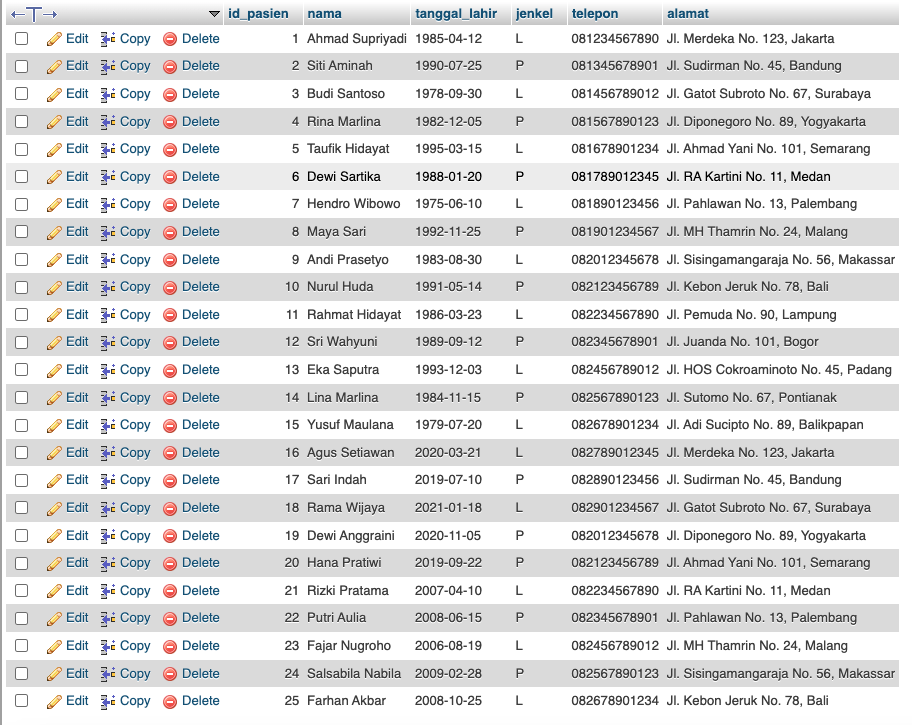 ←T→ id_pasien nama tanggal_lahir jenkel telepon alamat
Edit Copy Delete 1 Ahmad Supriyadi 1985-04-12 L 081234567890 Jl. Merdeka No. 123, Jakarta
Edit Copy Delete 2 Siti Aminah 1990-07-25 P 081345678901 Jl. Sudirman No. 45, Bandung
Edit Copy Delete 3 Budi Santoso 1978-09-30 L 081456789012 Jl. Gatot Subroto No. 67, Surabaya
Edit Copy Delete 4 Rina Marlina 1982-12-05 P 081567890123 Jl. Diponegoro No. 89, Yogyakarta
Edit Copy Delete 5 Taufik Hidayat 1995-03-15 L 081678901234 Jl. Ahmad Yani No. 101, Semarang
Edit Copy Delete 6 Dewi Sartika 1988-01-20 P 081789012345 Jl. RA Kartini No. 11, Medan
Edit Copy Delete 7 Hendro Wibowo 1975-06-10 L 081890123456 Jl. Pahlawan No. 13, Palembang
Edit Copy Delete 8 Maya Sari 1992-11-25 P 081901234567 Jl. MH Thamrin No. 24, Malang
Edit Copy Delete 9 Andi Prasetyo 1983-08-30 L 082012345678 Jl. Sisingamangaraja No. 56, Makassar
Edit Copy Delete 10 Nurul Huda 1991-05-14 P 082123456789 Jl. Kebon Jeruk No. 78, Bali
Edit Copy Delete 11 Rahmat Hidayat 1986-03-23 L 082234567890 Jl. Pemuda No. 90, Lampung
Edit Copy Delete 12 Sri Wahyuni 1989-09-12 P 082345678901 Jl. Juanda No. 101, Bogor
Edit Copy Delete 13 Eka Saputra 1993-12-03 L 082456789012 Jl. HOS Cokroaminoto No. 45, Padang
Edit Copy Delete 14 Lina Marlina 1984-11-15 P 082567890123 Jl. Sutomo No. 67, Pontianak
Edit Copy Delete 15 Yusuf Maulana 1979-07-20 L 082678901234 Jl. Adi Sucipto No. 89, Balikpapan
Edit Copy Delete 16 Agus Setiawan 2020-03-21 L 082789012345 Jl. Merdeka No. 123, Jakarta
Edit Copy Delete 17 Sari Indah 2019-07-10 P 082890123456 Jl. Sudirman No. 45, Bandung
Edit Copy Delete 18 Rama Wijaya 2021-01-18 L 082901234567 Jl. Gatot Subroto No. 67, Surabaya
Edit Copy Delete 19 Dewi Anggraini 2020-11-05 P 082012345678 Jl. Diponegoro No. 89, Yogyakarta
Edit Copy Delete 20 Hana Pratiwi 2019-09-22 P 082123456789 Jl. Ahmad Yani No. 101, Semarang
Edit Copy Delete 21 Rizki Pratama 2007-04-10 L 082234567890 Jl. RA Kartini No. 11, Medan
Edit Copy Delete 22 Putri Aulia 2008-06-15 P 082345678901 Jl. Pahlawan No. 13, Palembang
Edit Copy Delete 23 Fajar Nugroho 2006-08-19 L 082456789012 Jl. MH Thamrin No. 24, Malang
Edit Copy Delete 24 Salsabila Nabila 2009-02-28 P 082567890123 Jl. Sisingamangaraja No. 56, Makassar
Edit Copy Delete 25 Farhan Akbar 2008-10-25 L 082678901234 Jl. Kebon Jeruk No. 78, Bali